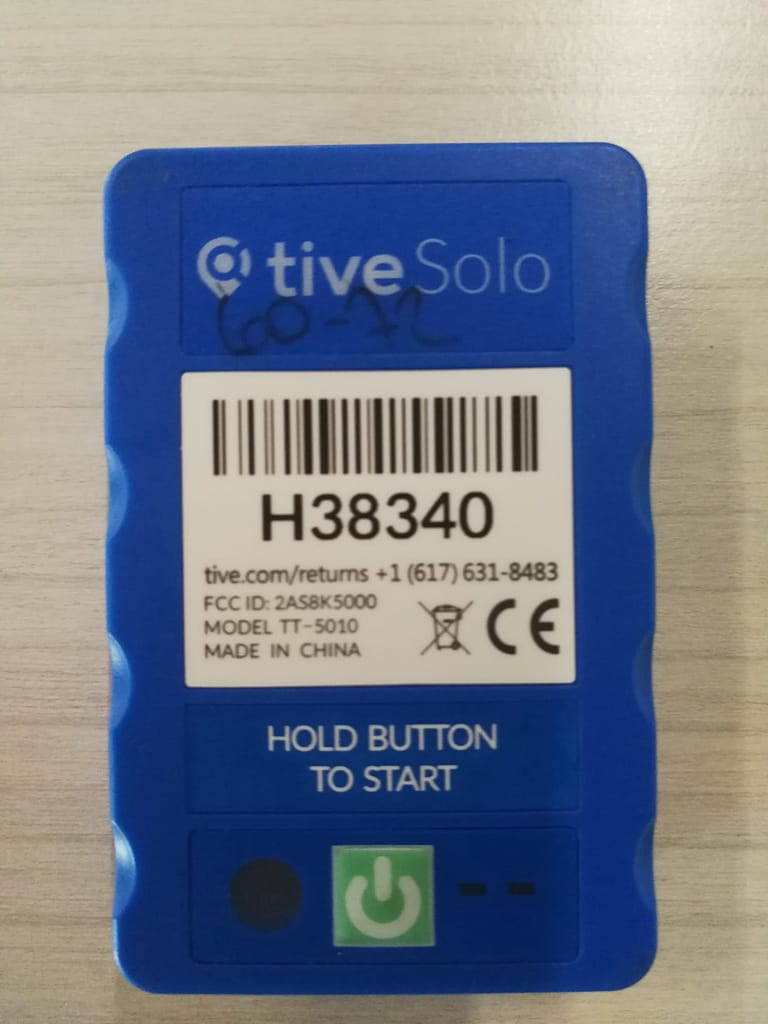 tive Solo
60-72
H38340
tive.com/returns +1 (617) 631-8483
FCC ID: 2AS8K5000
MODEL TT-5010
MADE IN CHINA
CE
HOLD BUTTON
TO START